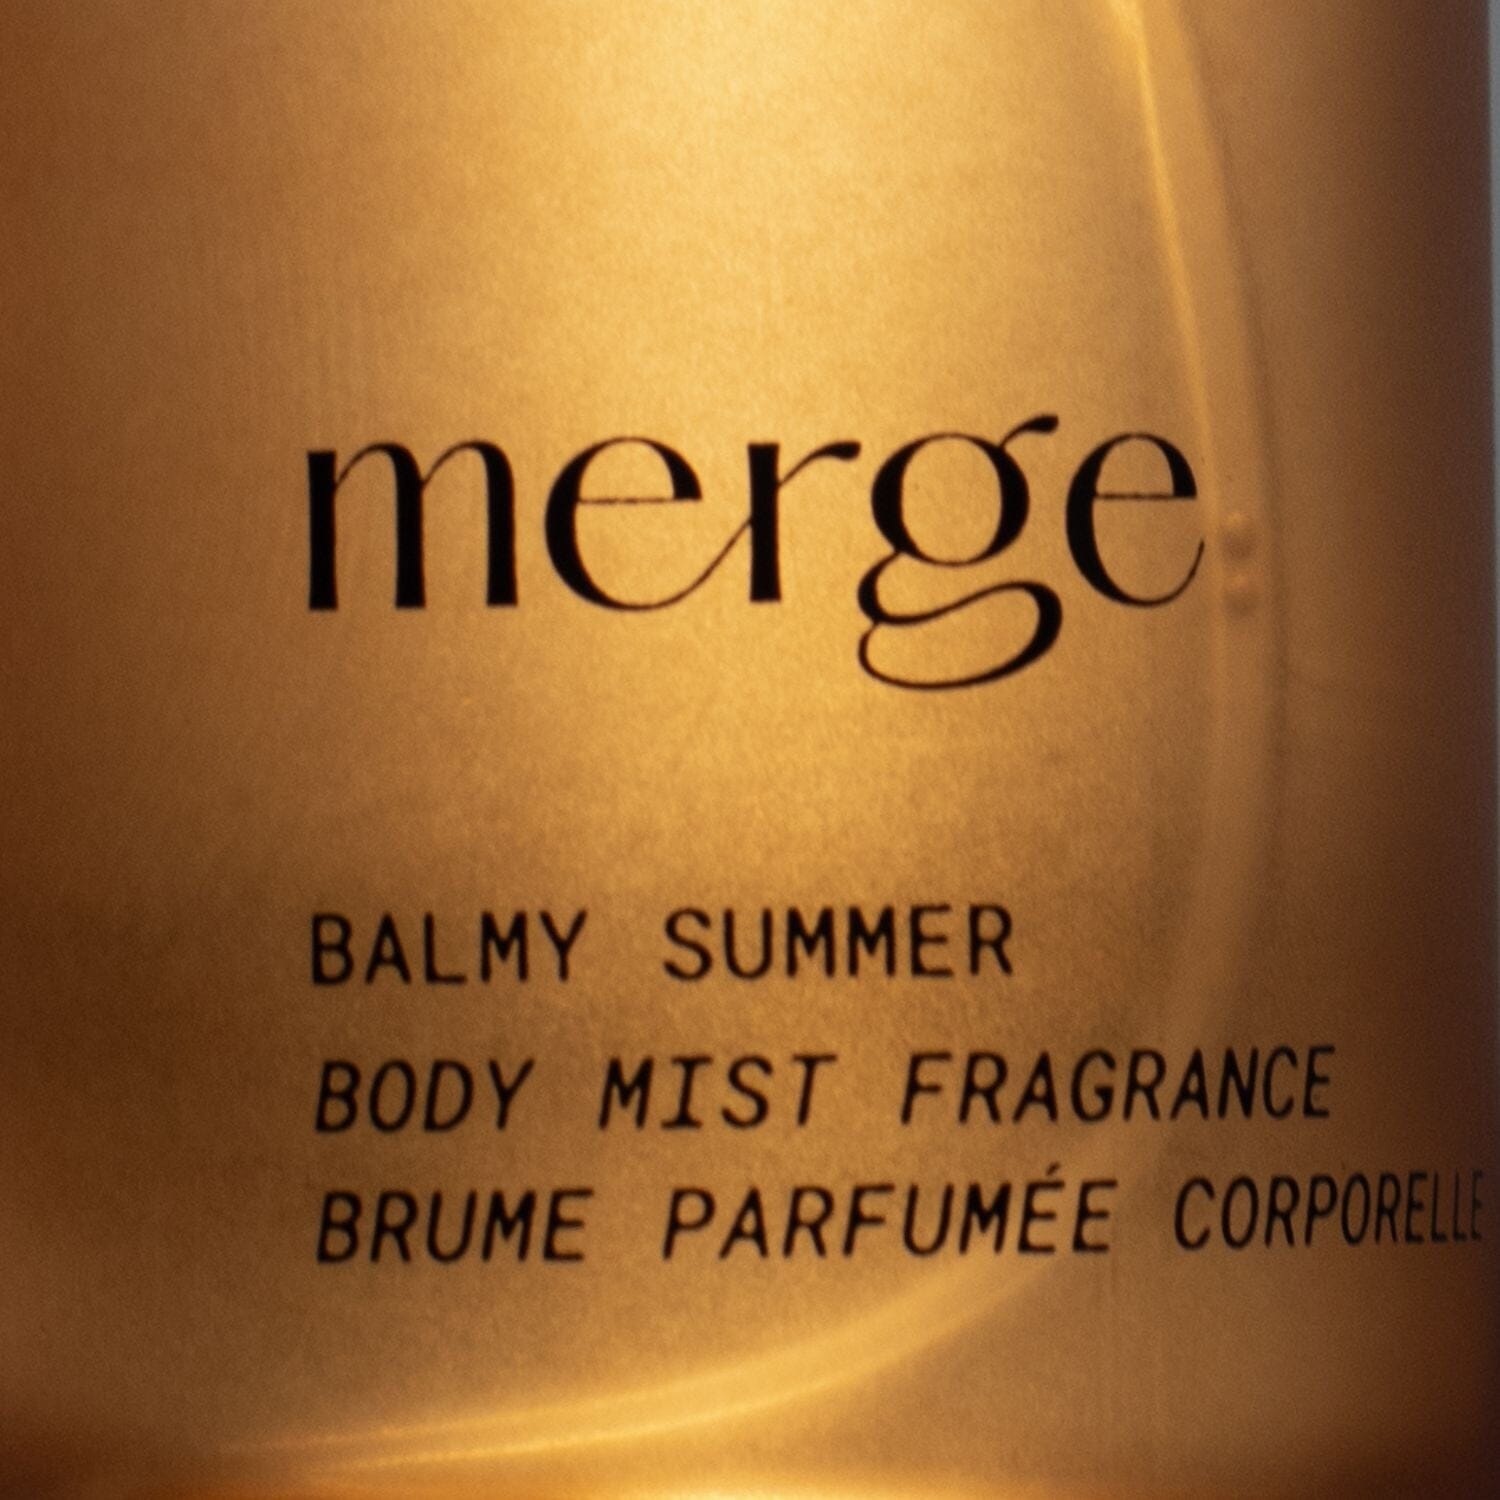 merge
BALMY SUMMER
BODY MIST FRAGRANCE
BRUME PARFUMÉE CORPORELLE